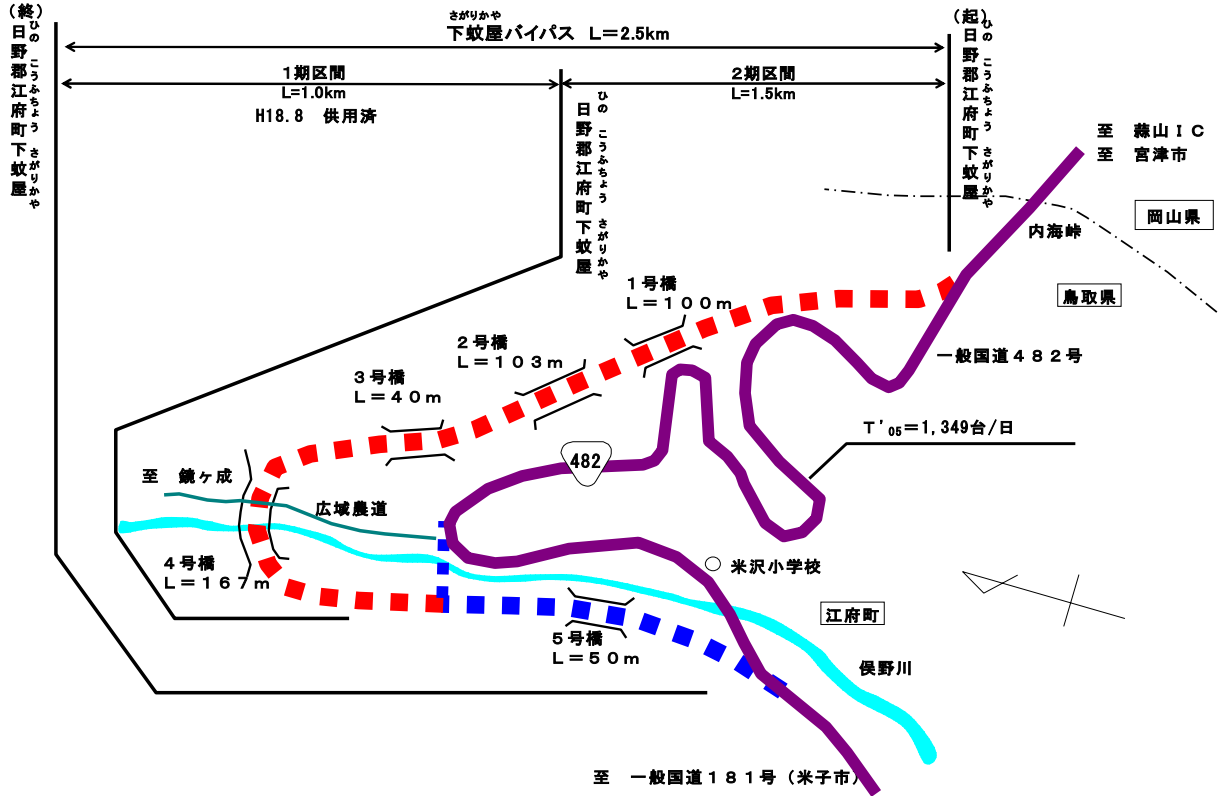 （終）
日野郡江府町下蚊屋
ひの こうふちょう さがりかや
さがりかや
下蚊屋バイパス L＝2.5km
（起）
日野郡江府町下蚊屋
ひの こうふちょう さがりかや
1期区間
L=1.0km
H18.8 供用済
2期区間
L=1.5km
日野郡江府町下蚊屋
ひの こうふちょう さがりかや
至 蒜山ＩＣ
至 宮津市
岡山県
内海峠
鳥取県
1号橋
Ｌ＝１００ｍ
2号橋
Ｌ＝１０３ｍ
一般国道４８２号
3号橋
Ｌ＝４０ｍ
T'05＝1,349台/日
482
至 鏡ヶ成
広域農道
4号橋
Ｌ＝１６７ｍ
米沢小学校
江府町
5号橋
Ｌ＝５０ｍ
俣野川
至 一般国道１８１号（米子市）